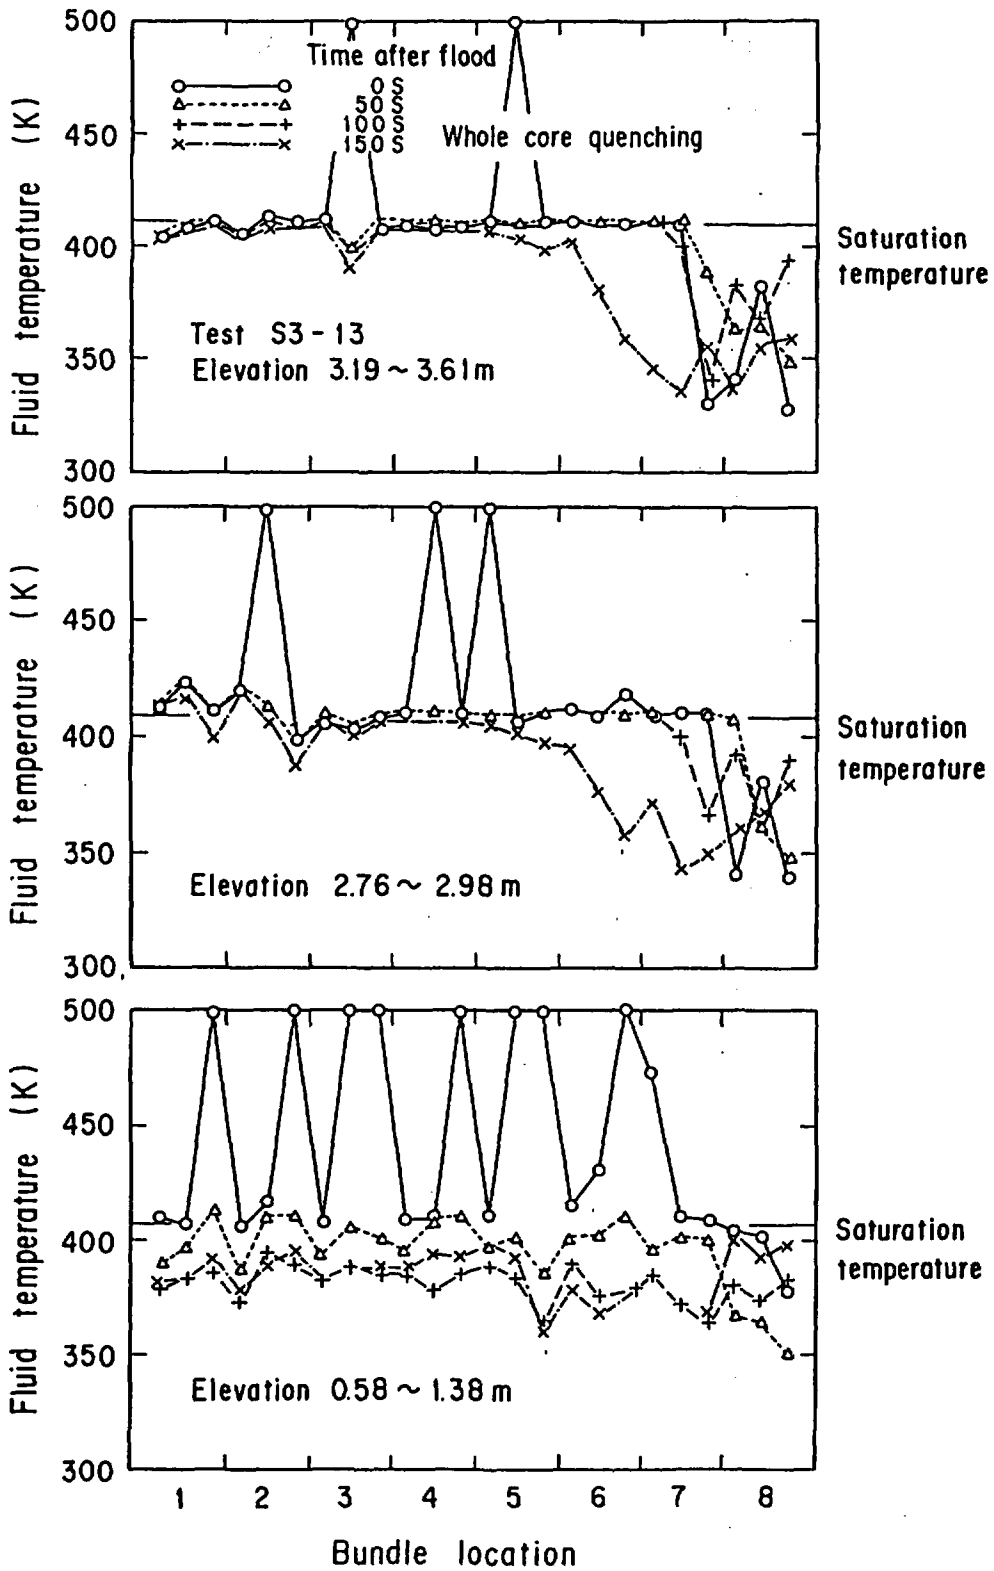 500
450
400
350
300
Fluid temperature (K)
Time after flood
0 S
50 S
100 S
150 S
Whole core quenching
Test S3-13
Elevation 3.19 ~ 3.61 m
Saturation
temperature
500
450
400
350
300
Fluid temperature (K)
Elevation 2.76 ~ 2.98 m
Saturation
temperature
500
450
400
350
300
Fluid temperature (K)
Elevation 0.58 ~ 1.38 m
Saturation
temperature
1 2 3 4 5 6 7 8
Bundle location